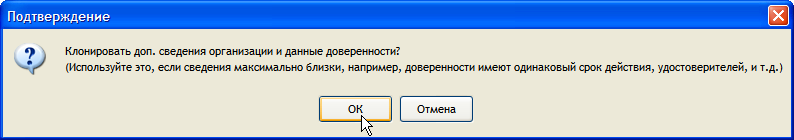 Подтверждение
Клонировать доп. сведения организации и данные доверенности?
(Используйте это, если сведения максимально близки, например, доверенности имеют одинаковый срок действия, удостоверителей, и т.д.)
ОК
Отмена